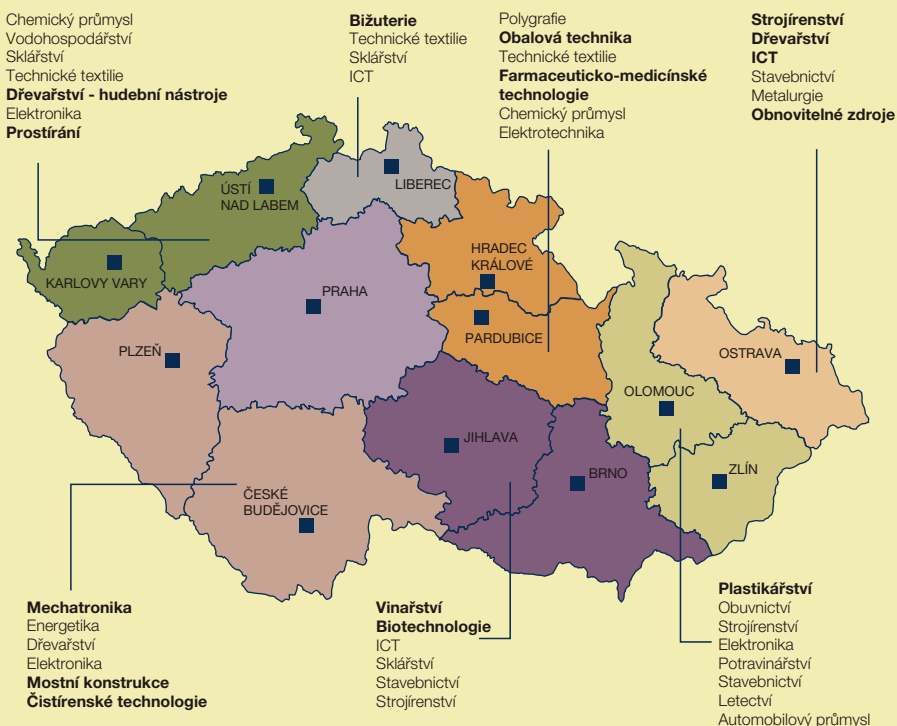 Chemický průmysl
Vodohospodářství
Sklářství
Technické textilie
Dřevařství - hudební nástroje
Elektronika
Prostírání
Bižuterie
Technické textilie
Sklářství
ICT
Polygrafie
Obalová technika
Technické textilie
Farmaceuticko-medicínské
technologie
Chemický průmysl
Elektrotechnika
Strojírenství
Dřevařství
ICT
Stavebnictví
Metalurgie
Obnovitelné zdroje
ÚSTÍ
NAD LABEM
LIBEREC
KARLOVY VARY
HRADEC
KRÁLOVÉ
PRAHA
PARDUBICE
PLZEŇ
OSTRAVA
OLOMOUC
JIHLAVA
BRNO
ZLÍN
ČESKÉ
BUDĚJOVICE
Mechatronika
Energetika
Dřevařství
Elektronika
Mostní konstrukce
Čistírenské technologie
Vinařství
Biotechnologie
ICT
Sklářství
Stavebnictví
Strojírenství
Plastikářství
Obuvnictví
Strojírenství
Elektronika
Potravinářství
Stavebnictví
Letectví
Automobilový průmysl